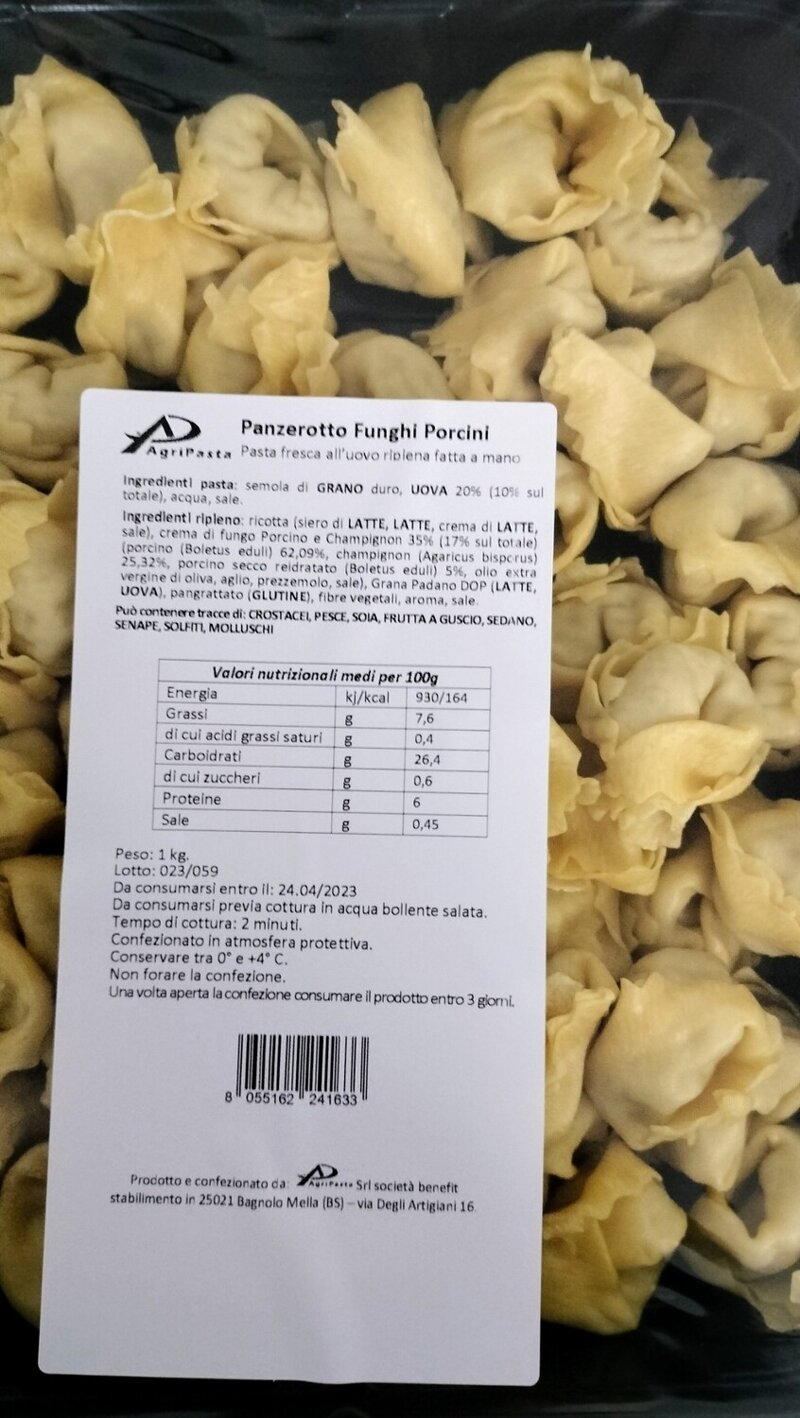 AgriPasta
Panzerotto Funghi Porcini
Pasta fresca all'uovo ripiena fatta a mano
Ingredienti pasta: semola di GRANO duro, UOVA 20% (10% sul
totale), acqua, sale.
Ingredienti ripieno: ricotta (siero di LATTE, LATTE, crema di LATTE,
sale), crema di fungo Porcino e Champignon 35% (17% sul totale)
(porcino (Boletus eduli) 62,09%, champignon (Agaricus bisporus)
25,32%, porcino secco reidratato (Boletus eduli) 5%, olio extra
vergine di oliva, aglio, prezzemolo, sale), Grana Padano DOP (LATTE,
UOVA), pangrattato (GLUTINE), fibre vegetali, aroma, sale.
Può contenere tracce di: CROSTACEI, PESCE, SOIA, FRUTTA A GUSCIO, SEDANO,
SENAPE, SOLFITI, MOLLUSCHI
Valori nutrizionali medi per 100g
Energia kj/kcal 930/164
Grassi g 7,6
di cui acidi grassi saturi g 0,4
Carboidrati g 26,4
di cui zuccheri g 0,6
Proteine g 6
Sale g 0,45
Peso: 1 kg.
Lotto: 023/059
Da consumarsi entro il: 24.04/2023
Da consumarsi previa cottura in acqua bollente salata.
Tempo di cottura: 2 minuti.
Confezionato in atmosfera protettiva.
Conservare tra 0° e +4° C.
Non forare la confezione.
Una volta aperta la confezione consumare il prodotto entro 3 giorni.
8 055162 241633
Prodotto e confezionato da: AgriPasta Srl società benefit
stabilimento in 25021 Bagnolo Mella (BS) – via Degli Artigiani 16.